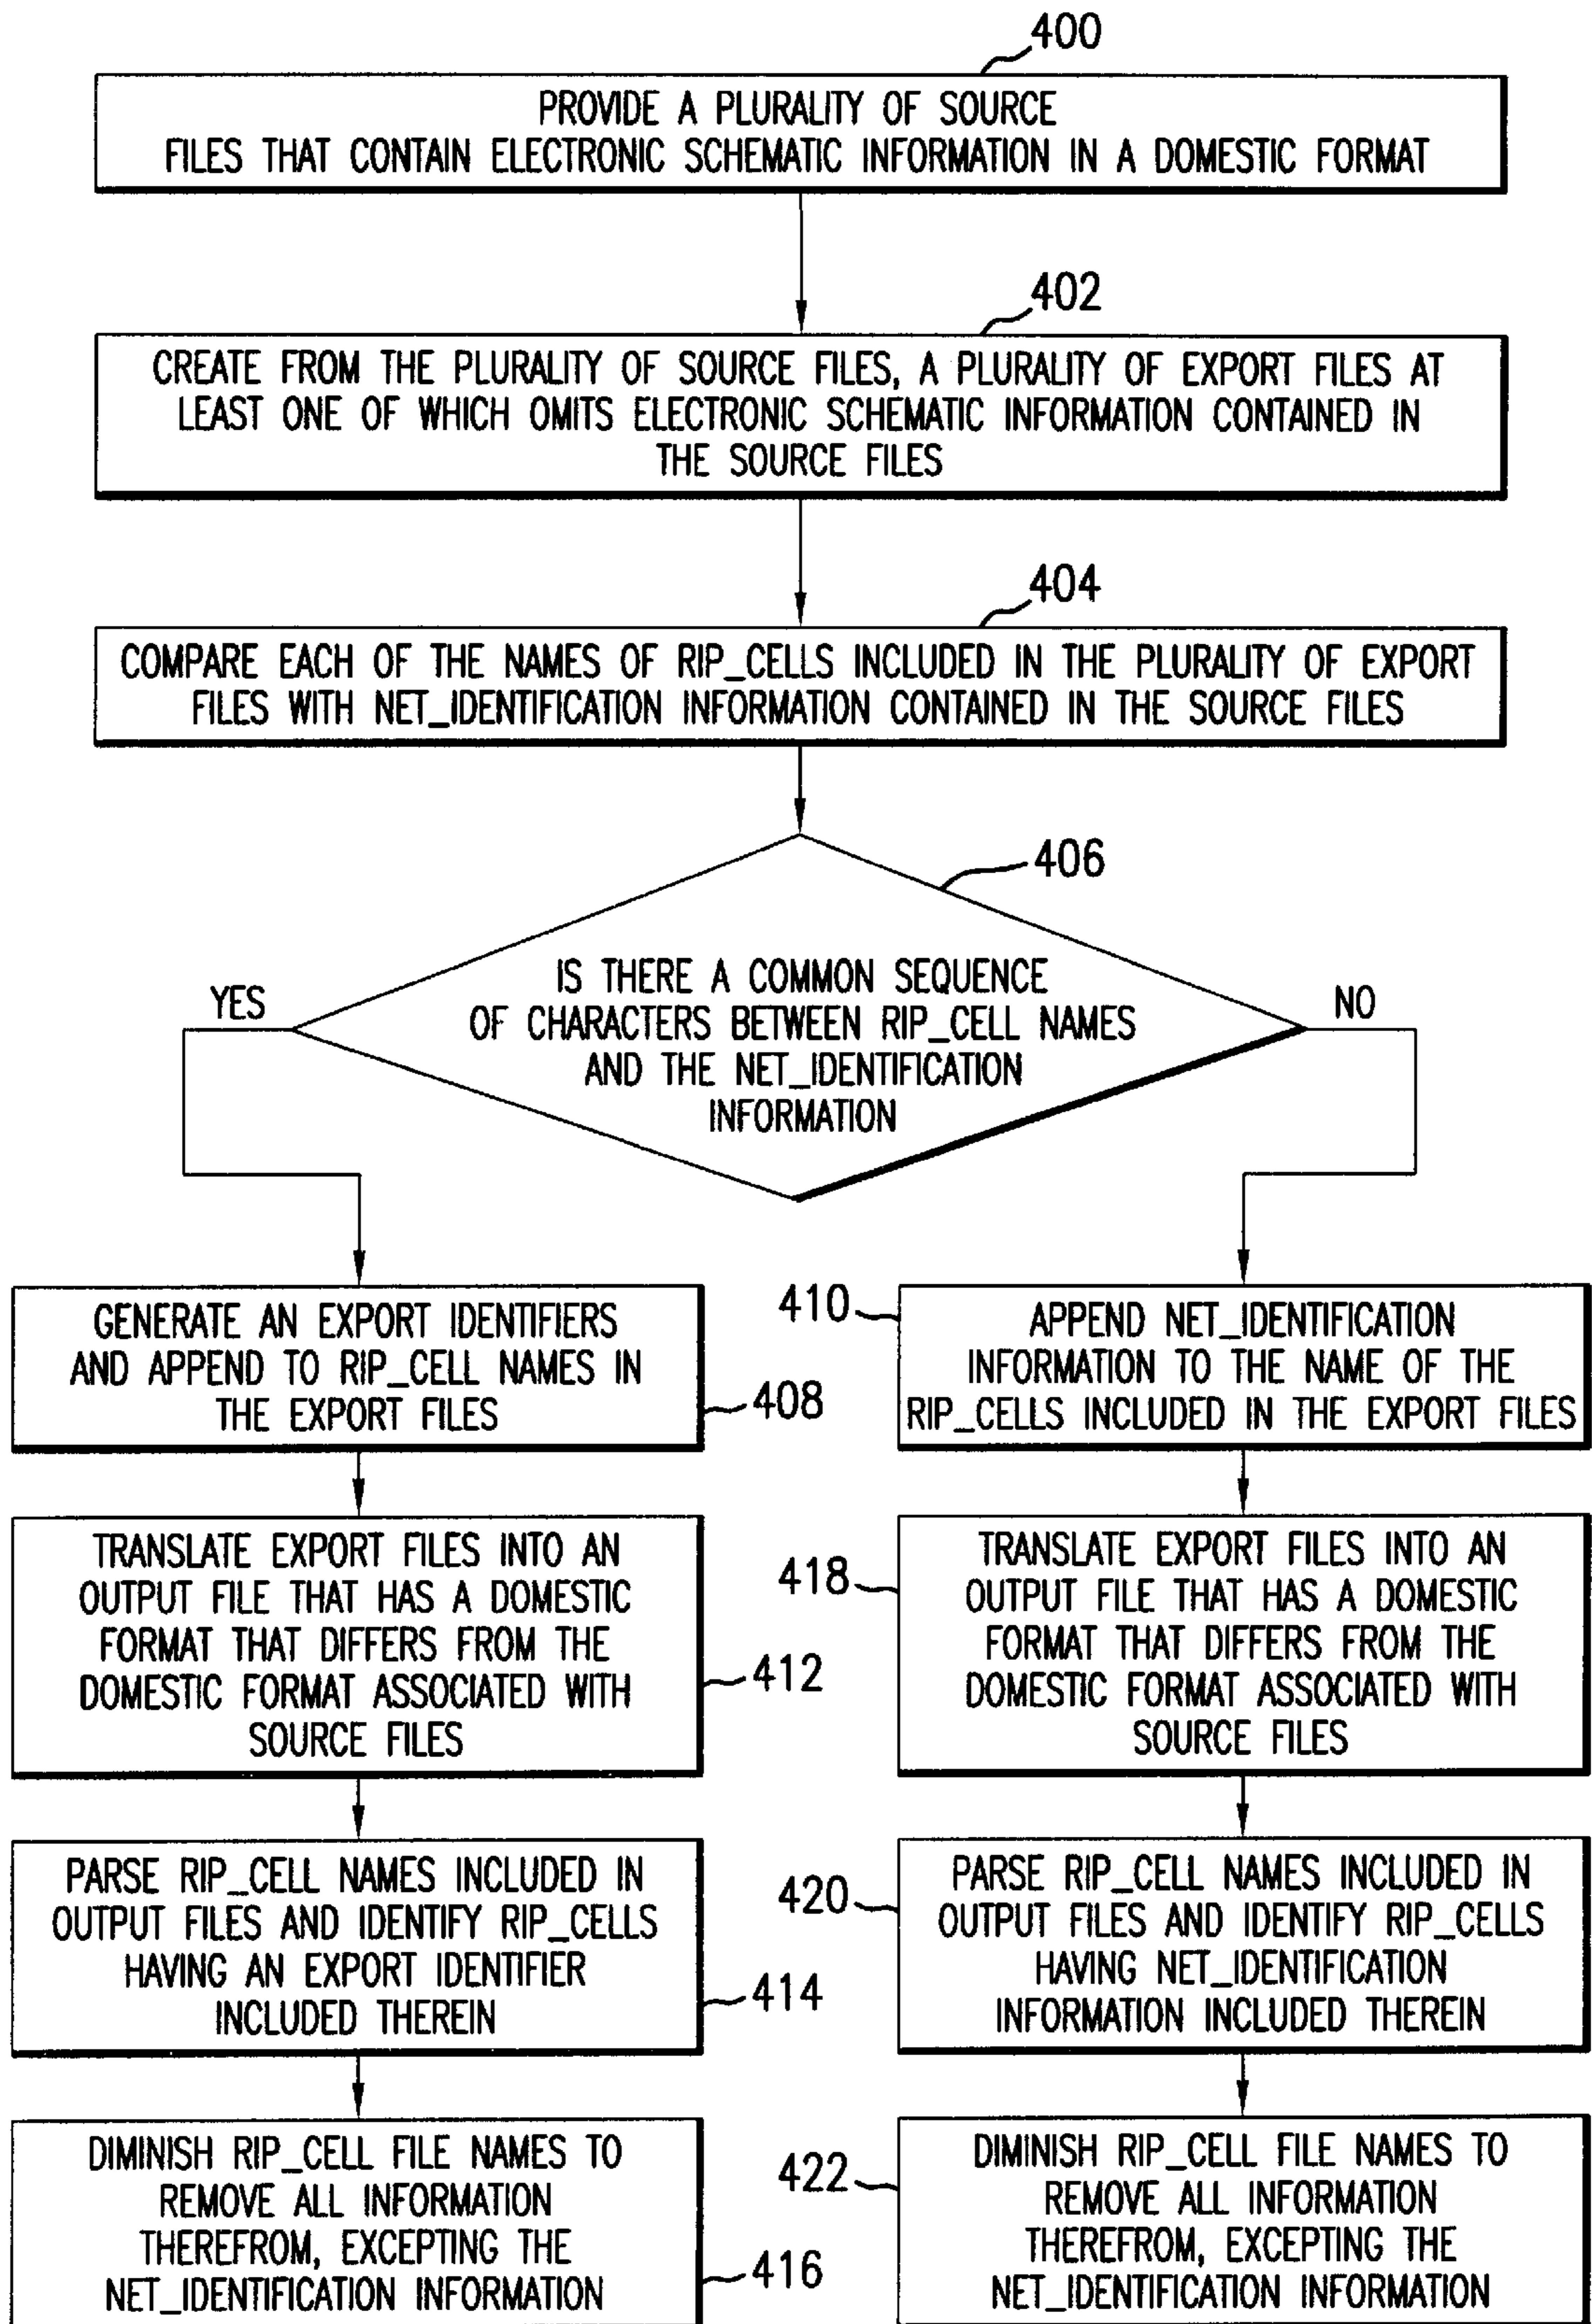 400
PROVIDE A PLURALITY OF SOURCE
FILES THAT CONTAIN ELECTRONIC SCHEMATIC INFORMATION IN A DOMESTIC FORMAT
402
CREATE FROM THE PLURALITY OF SOURCE FILES, A PLURALITY OF EXPORT FILES AT
LEAST ONE OF WHICH OMITS ELECTRONIC SCHEMATIC INFORMATION CONTAINED IN
THE SOURCE FILES
404
COMPARE EACH OF THE NAMES OF RIP_CELLS INCLUDED IN THE PLURALITY OF EXPORT
FILES WITH NET_IDENTIFICATION INFORMATION CONTAINED IN THE SOURCE FILES
406
IS THERE A COMMON SEQUENCE
OF CHARACTERS BETWEEN RIP_CELL NAMES
AND THE NET_IDENTIFICATION
INFORMATION
YES
NO
GENERATE AN EXPORT IDENTIFIERS
AND APPEND TO RIP_CELL NAMES IN
THE EXPORT FILES
408
410
APPEND NET_IDENTIFICATION
INFORMATION TO THE NAME OF THE
RIP_CELLS INCLUDED IN THE EXPORT FILES
TRANSLATE EXPORT FILES INTO AN
OUTPUT FILE THAT HAS A DOMESTIC
FORMAT THAT DIFFERS FROM THE
DOMESTIC FORMAT ASSOCIATED WITH
SOURCE FILES
412
418
TRANSLATE EXPORT FILES INTO AN
OUTPUT FILE THAT HAS A DOMESTIC
FORMAT THAT DIFFERS FROM THE
DOMESTIC FORMAT ASSOCIATED WITH
SOURCE FILES
PARSE RIP_CELL NAMES INCLUDED IN
OUTPUT FILES AND IDENTIFY RIP_CELLS
HAVING AN EXPORT IDENTIFIER
INCLUDED THEREIN
414
420
PARSE RIP_CELL NAMES INCLUDED IN
OUTPUT FILES AND IDENTIFY RIP_CELLS
HAVING NET_IDENTIFICATION
INFORMATION INCLUDED THEREIN
DIMINISH RIP_CELL FILE NAMES TO
REMOVE ALL INFORMATION
THEREFROM, EXCEPTING THE
NET_IDENTIFICATION INFORMATION
416
422
DIMINISH RIP_CELL FILE NAMES TO
REMOVE ALL INFORMATION
THEREFROM, EXCEPTING THE
NET_IDENTIFICATION INFORMATION